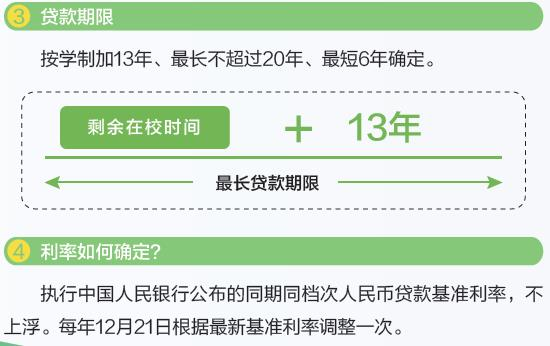 3 贷款期限
按学制加13年、最长不超过20年、最短6年确定。
剩余在校时间 + 13年
最长贷款期限
4 利率如何确定?
执行中国人民银行公布的同期同档次人民币贷款基准利率，不
上浮。每年12月21日根据最新基准利率调整一次。